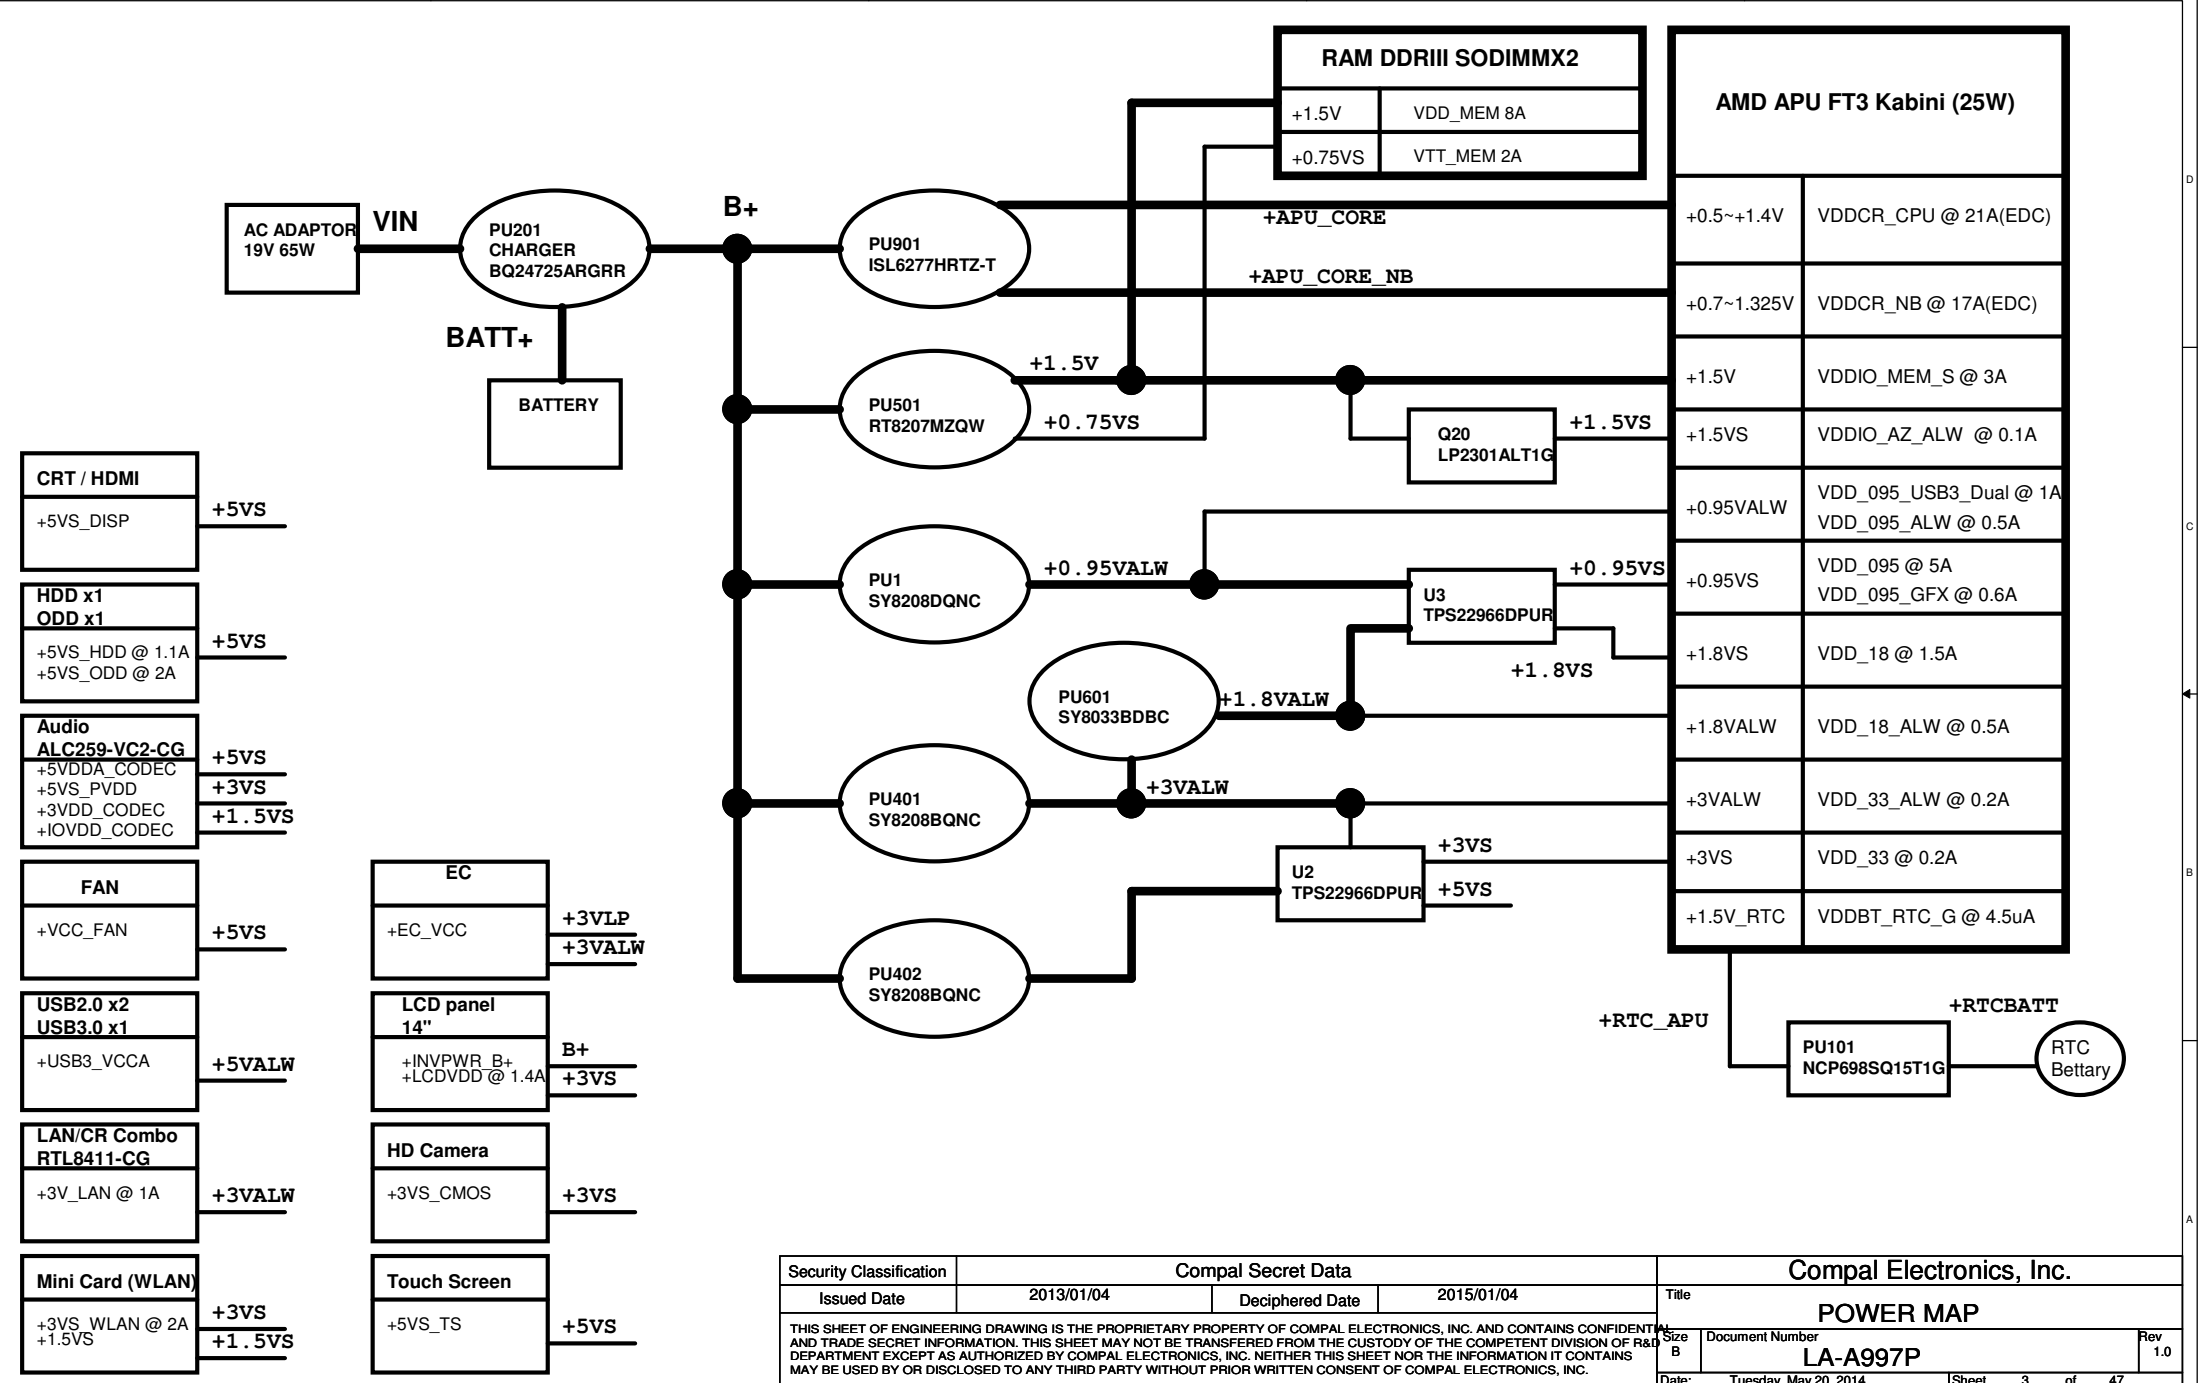 RAM DDRIII SODIMMX2
+1.5V VDD_MEM 8A
+0.75VS VTT_MEM 2A
AMD APU FT3 Kabini (25W)
+0.5~+1.4V VDDCR_CPU @ 21A(EDC)
+0.7~1.325V VDDCR_NB @ 17A(EDC)
+1.5V VDDIO_MEM_S @ 3A
+1.5VS VDDIO_AZ_ALW @ 0.1A
+0.95VALW VDD_095_USB3_Dual @ 1A
VDD_095_ALW @ 0.5A
+0.95VS VDD_095 @ 5A
VDD_095_GFX @ 0.6A
+1.8VS VDD_18 @ 1.5A
+1.8VALW VDD_18_ALW @ 0.5A
+3VALW VDD_33_ALW @ 0.2A
+3VS VDD_33 @ 0.2A
+1.5V_RTC VDDBT_RTC_G @ 4.5uA
AC ADAPTOR
19V 65W
VIN
PU201
CHARGER
BQ24725ARGRR
BATT+
BATTERY
B+
PU901
ISL6277HRTZ-T
+APU_CORE
+APU_CORE_NB
PU501
RT8207MZQW
+1.5V
+0.75VS
Q20
LP2301ALT1G
+1.5VS
PU1
SY8208DQNC
+0.95VALW
U3
TPS22966DPUR
+0.95VS
+1.8VS
PU601
SY8033BDBC
+1.8VALW
PU401
SY8208BQNC
+3VALW
U2
TPS22966DPUR
+3VS
+5VS
PU402
SY8208BQNC
+RTC_APU
PU101
NCP698SQ15T1G
+RTCBATT
RTC
Bettary
CRT / HDMI
+5VS_DISP
+5VS
HDD x1
ODD x1
+5VS_HDD @ 1.1A
+5VS_ODD @ 2A
+5VS
Audio
ALC259-VC2-CG
+5VDDA_CODEC
+5VS_PVDD
+3VDD_CODEC
+IOVDD_CODEC
+5VS
+3VS
+1.5VS
FAN
+VCC_FAN
+5VS
USB2.0 x2
USB3.0 x1
+USB3_VCCA
+5VALW
LAN/CR Combo
RTL8411-CG
+3V_LAN @ 1A
+3VALW
Mini Card (WLAN)
+3VS_WLAN @ 2A
+1.5VS
+3VS
+1.5VS
EC
+EC_VCC
+3VLP
+3VALW
LCD panel
14"
+INVPWR_B+
+LCDVDD @ 1.4A
B+
+3VS
HD Camera
+3VS_CMOS
+3VS
Touch Screen
+5VS_TS
+5VS
D
C
B
A
Security Classification
Compal Secret Data
Issued Date
2013/01/04
Deciphered Date
2015/01/04
THIS SHEET OF ENGINEERING DRAWING IS THE PROPRIETARY PROPERTY OF COMPAL ELECTRONICS, INC. AND CONTAINS CONFIDENTIAL
AND TRADE SECRET INFORMATION. THIS SHEET MAY NOT BE TRANSFERED FROM THE CUSTODY OF THE COMPETENT DIVISION OF R&D
DEPARTMENT EXCEPT AS AUTHORIZED BY COMPAL ELECTRONICS, INC. NEITHER THIS SHEET NOR THE INFORMATION IT CONTAINS
MAY BE USED BY OR DISCLOSED TO ANY THIRD PARTY WITHOUT PRIOR WRITTEN CONSENT OF COMPAL ELECTRONICS, INC.
Compal Electronics, Inc.
Title
POWER MAP
Size
B
Document Number
LA-A997P
Rev
1.0
Date: Tuesday, May 20, 2014
Sheet 3 of 47